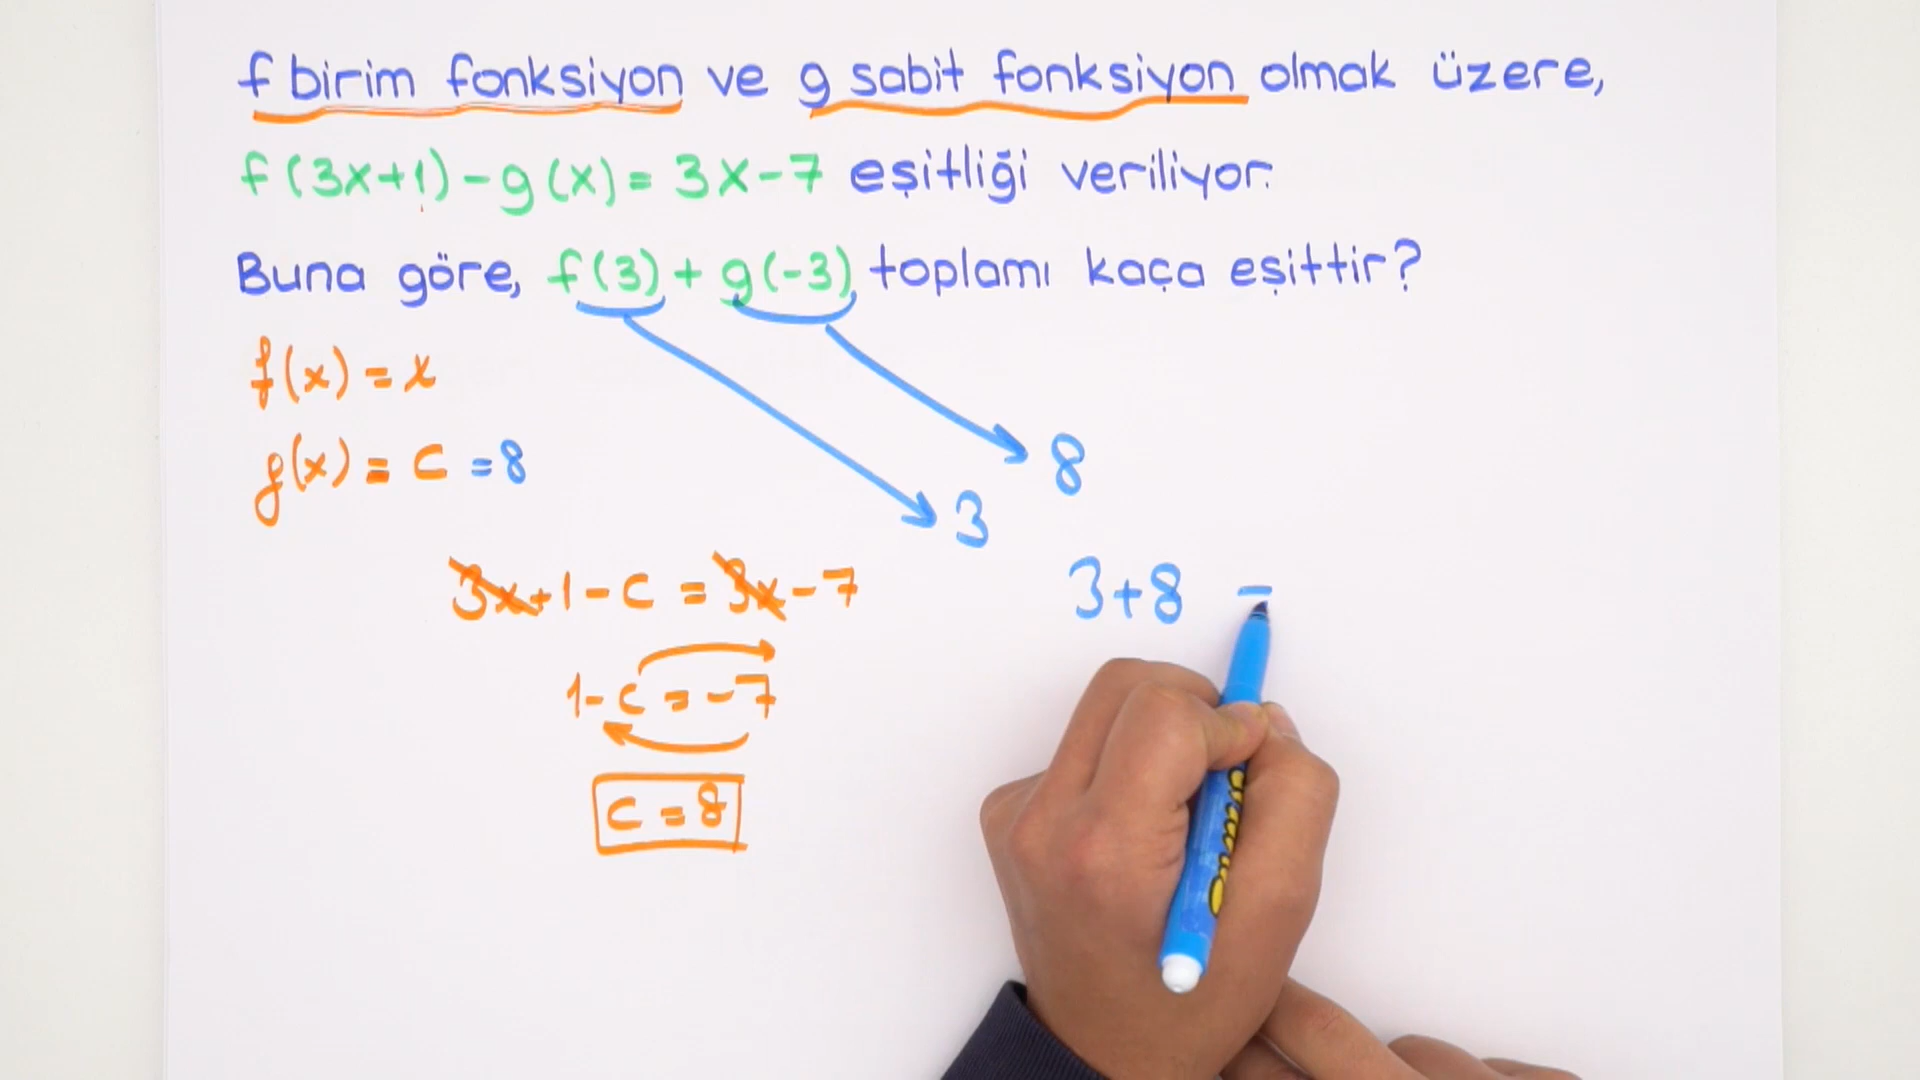 f birim fonksiyon ve g sabit fonksiyon olmak üzere,
f(3x+1)-g(x)=3x-7 eşitliği veriliyor.
Buna göre, f(3)+g(-3) toplamı kaça eşittir?
f(x)=x
g(x)=c=8
8
3
3x+1-c=3x-7
3+8 =
1-c=-7
c=8